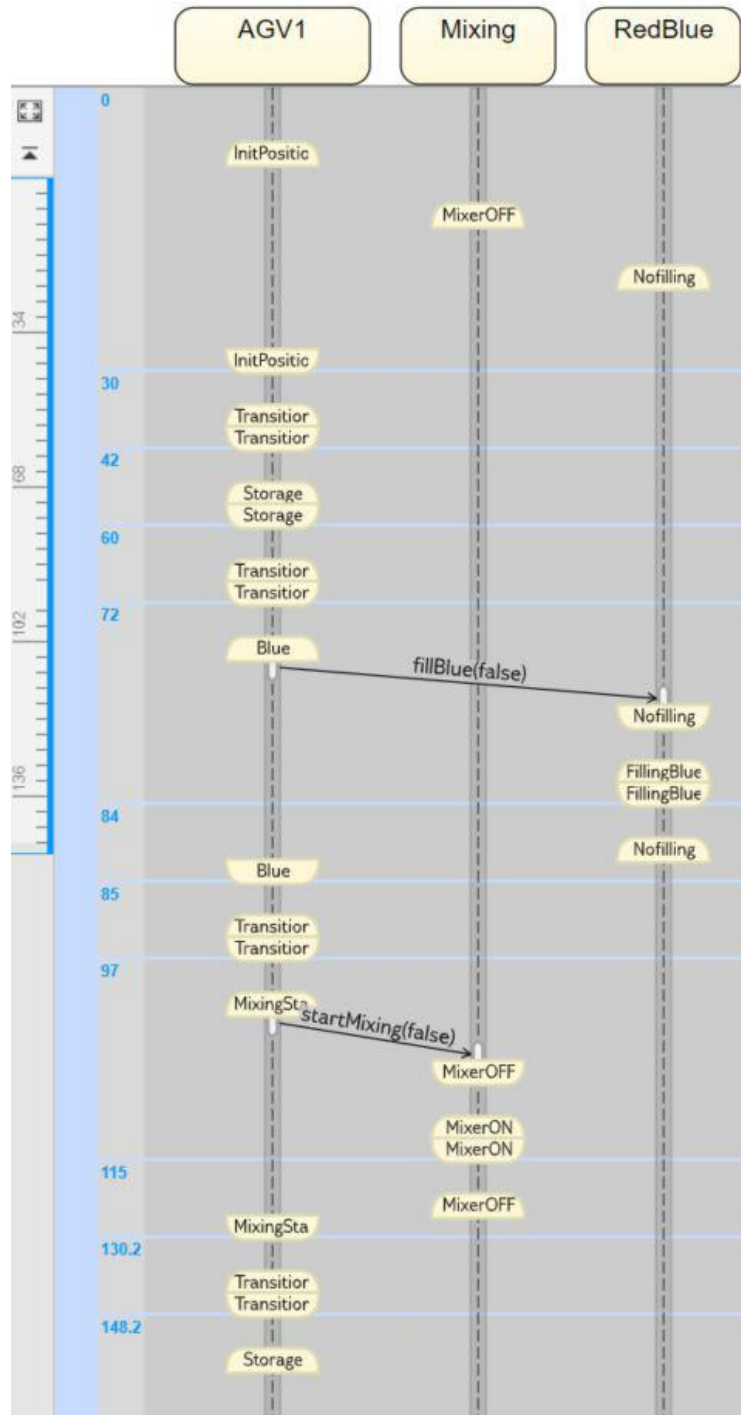 AGV1 Mixing RedBlue
0
InitPositic
MixerOFF
Nofilling
34
InitPositic
30
Transitior
Transitior
42
68
Storage
Storage
60
Transitior
Transitior
72
102
Blue
fillBlue(false)
Nofilling
136
FillingBlue
FillingBlue
84
Nofilling
Blue
85
Transitior
Transitior
97
MixingSta
startMixing(false)
MixerOFF
MixerON
MixerON
115
MixerOFF
MixingSta
130.2
Transitior
Transitior
148.2
Storage